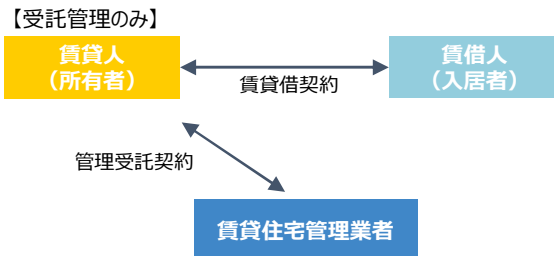 【受託管理のみ】
賃貸人
（所有者）
賃貸借契約
賃借人
（入居者）
管理受託契約
賃貸住宅管理業者